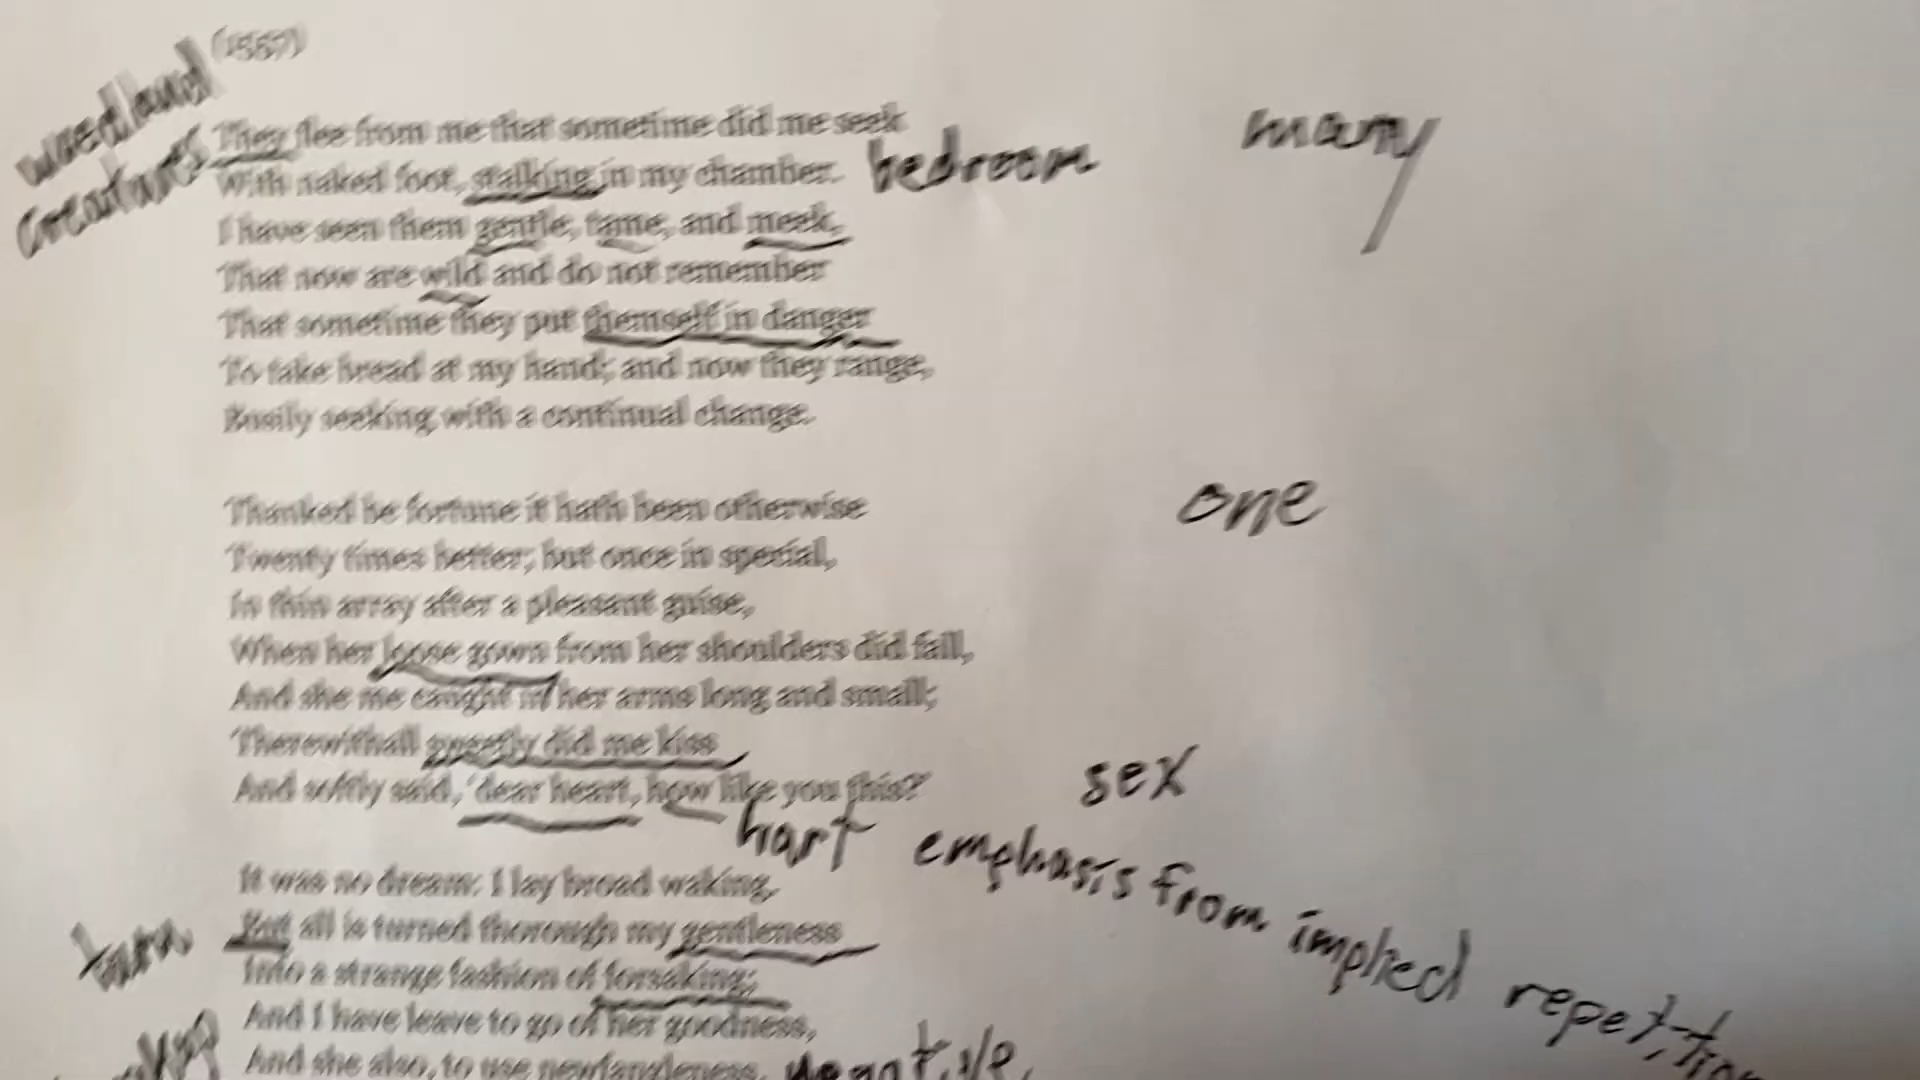 (1557)
woodland
creatures
They flee from me that sometime did me seek
many
With naked foot, stalking in my chamber.
bedroom
I have seen them gentle, tame, and meek,
That now are wild and do not remember
That sometime they put themself in danger
To take bread at my hand; and now they range,
Busily seeking with a continual change.
Thanked be fortune it hath been otherwise
one
Twenty times better; but once in special,
In thin array after a pleasant guise,
When her loose gown from her shoulders did fall,
And she me caught in her arms long and small;
Therewithall sweetly did me kiss
And softly said, 'dear heart, how like you this?'
sex
hart
emphasis from implied repetition
It was no dream: I lay broad waking.
turn
But all is turned thorough my gentleness
Into a strange fashion of forsaking;
And I have leave to go of her goodness,
And she also, to use newfangleness.
negative